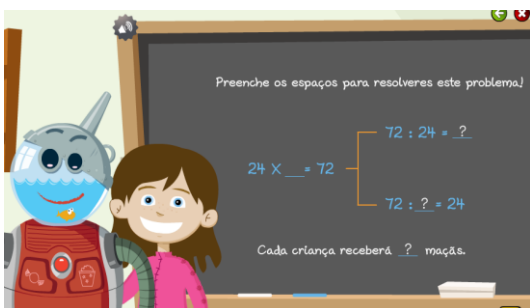 Preenche os espaços para resolveres este problema!
72 : 24 = ?
24 X __ = 72
72 : ? = 24
Cada criança receberá ? maçãs.